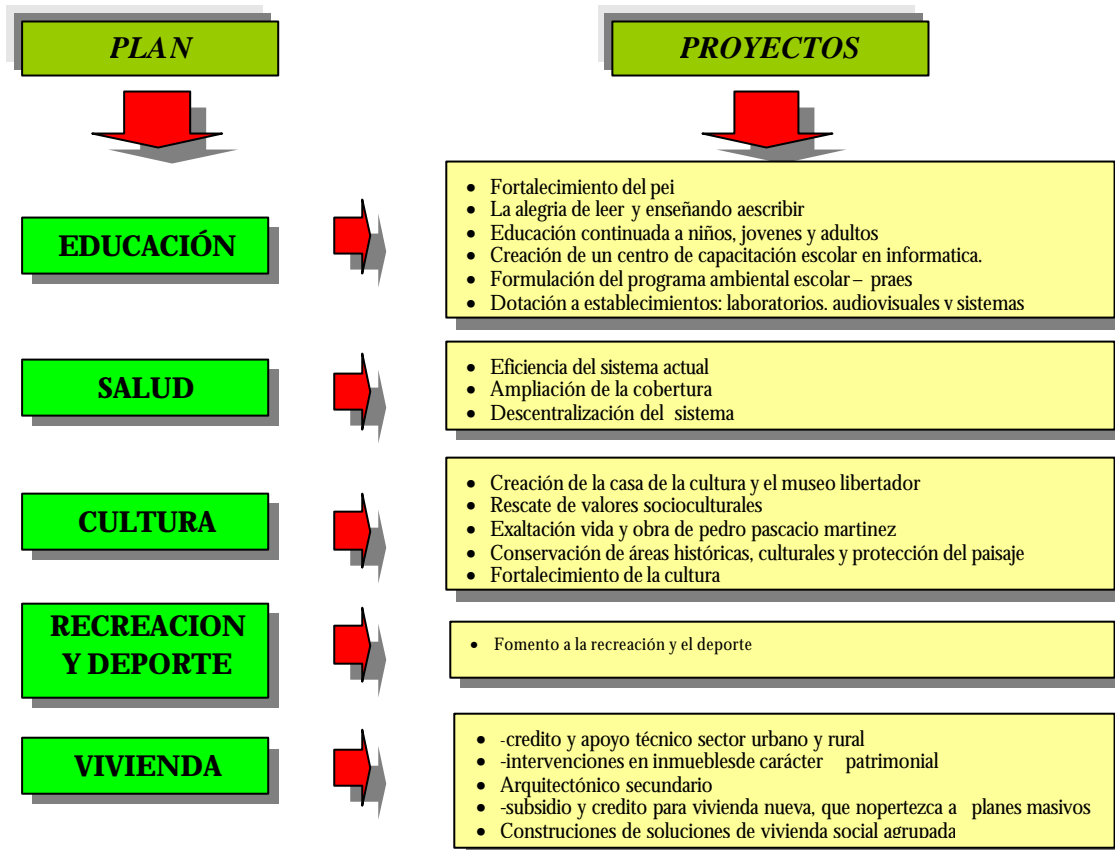 PLAN
PROYECTOS
EDUCACIÓN
• Fortalecimiento del pei
• La alegria de leer y enseñando aescribir
• Educación continuada a niños, jovenes y adultos
• Creación de un centro de capacitación escolar en informatica.
• Formulación del programa ambiental escolar – praes
• Dotación a establecimientos: laboratorios. audiovisuales y sistemas
SALUD
• Eficiencia del sistema actual
• Ampliación de la cobertura
• Descentralización del sistema
CULTURA
• Creación de la casa de la cultura y el museo libertador
• Rescate de valores socioculturales
• Exaltación vida y obra de pedro pascacio martinez
• Conservación de áreas históricas, culturales y protección del paisaje
• Fortalecimiento de la cultura
RECREACION
Y DEPORTE
• Fomento a la recreación y el deporte
VIVIENDA
• -credito y apoyo técnico sector urbano y rural
• -intervenciones en inmueblesde carácter patrimonial
• Arquitectónico secundario
• -subsidio y credito para vivienda nueva, que nopertezca a planes masivos
• Construciones de soluciones de vivienda social agrupada